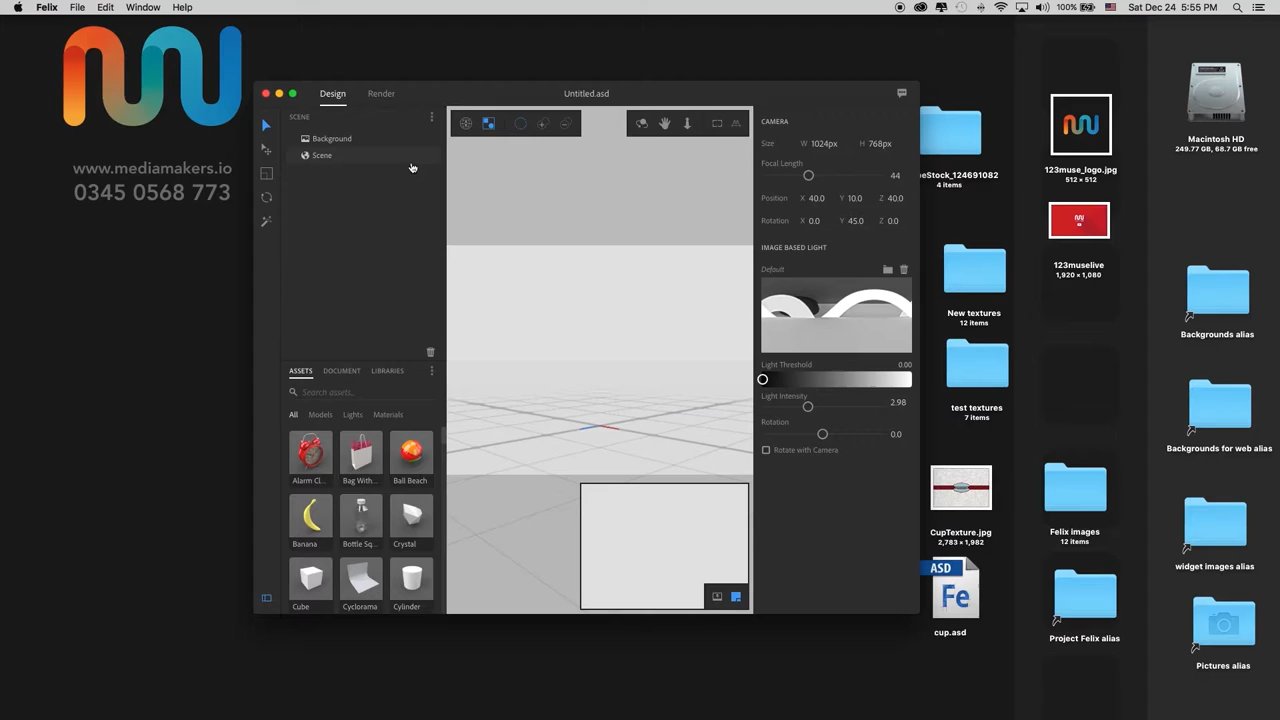 Felix File Edit Window Help
100% Sat Dec 24 5:55 PM
www.mediamakers.io
0345 0568 773
Design Render Untitled.asd
SCENE
Background
Scene
ASSETS DOCUMENT LIBRARIES
Search assets...
All Models Lights Materials
Alarm Cl... Bag With... Ball Beach
Banana Bottle Sq... Crystal
Cube Cyclorama Cylinder
CAMERA
Size W 1024px H 768px
Focal Length
44
Position X 40.0 Y 10.0 Z 40.0
Rotation X 0.0 Y 45.0 Z 0.0
IMAGE BASED LIGHT
Default
Light Threshold 0.00
Light Intensity
2.98
Rotation
0.0
Rotate with Camera
eStock_124691082
4 items
New textures
12 items
test textures
7 items
CupTexture.jpg
2,783 × 1,982
ASD
Fe
cup.asd
123muse_logo.jpg
512 × 512
123muselive
1,920 × 1,080
Felix images
12 items
Project Felix alias
Macintosh HD
249.77 GB, 68.7 GB free
Backgrounds alias
Backgrounds for web alias
widget images alias
Pictures alias